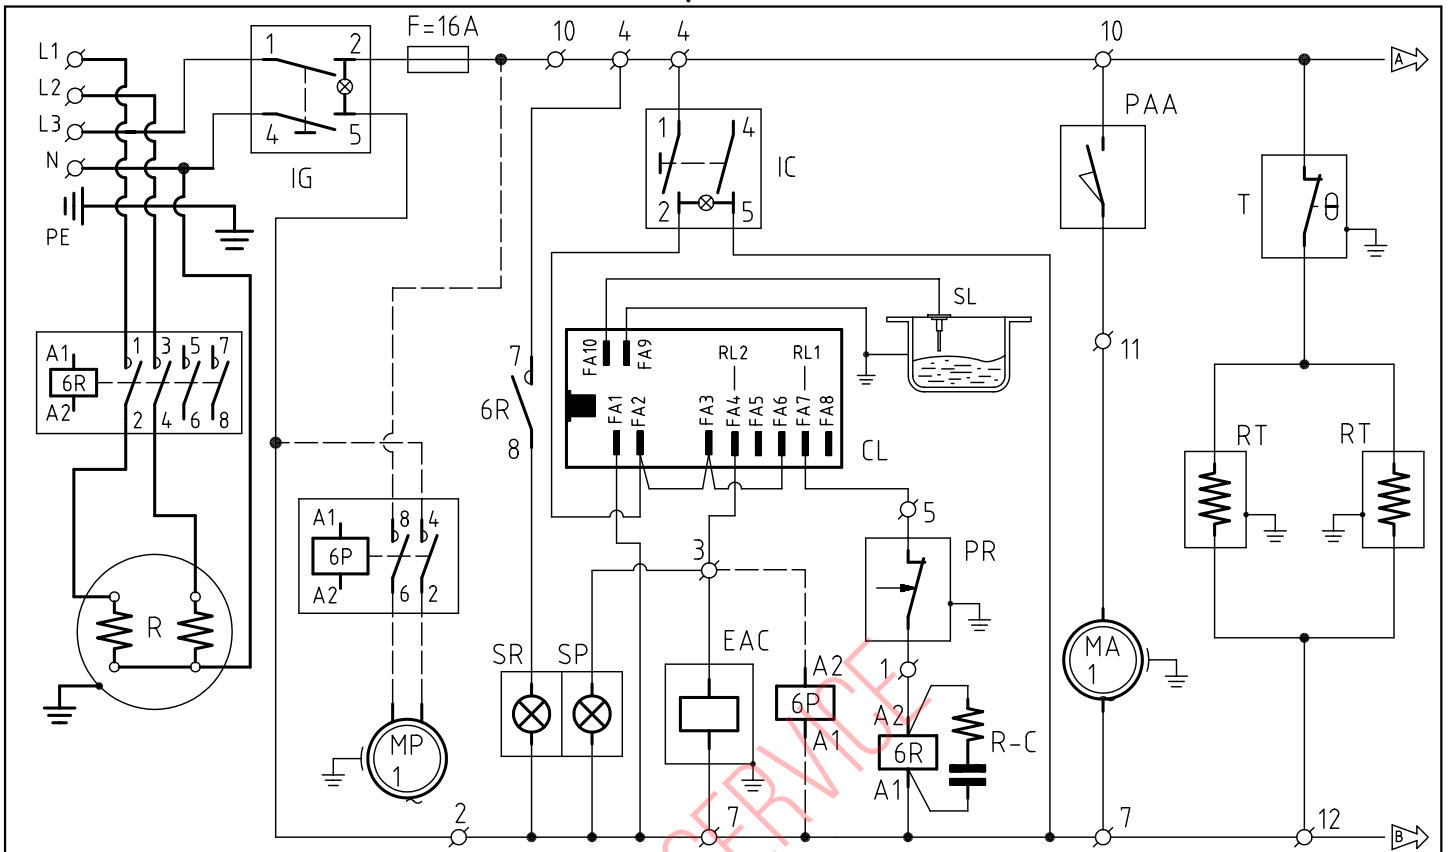 F=16A
10
4
4
10
L1
1
2
A
L2
PAA
L3
4
5
1
4
N
IG
IC
2
5
T
θ
PE
SL
FA10
FA9
RL2
RL1
A1
1
3
5
7
6R
A2
2
4
6
8
7
6R
8
FA1
FA2
FA3
FA4
FA5
FA6
FA7
FA8
CL
11
RT
RT
A1
8
4
6P
A2
6
2
5
PR
3
R
EAC
SR
SP
A2
6P
A1
1
A2
6R
A1
R-C
MA
1
MP
1
SERVICE
2
7
7
12
B